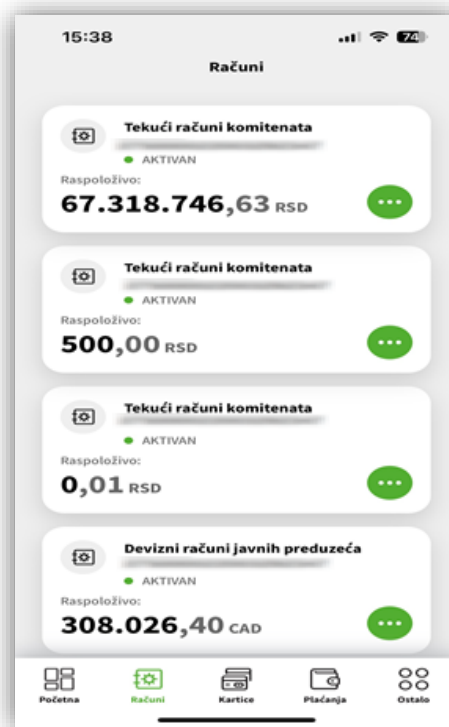 15:38
74
Računi
Tekući računi komitenata
AKTIVAN
Raspoloživo:
67.318.746,63 RSD
Tekući računi komitenata
AKTIVAN
Raspoloživo:
500,00 RSD
Tekući računi komitenata
AKTIVAN
Raspoloživo:
0,01 RSD
Devizni računi javnih preduzeća
AKTIVAN
Raspoloživo:
308.026,40 CAD
Početna Računi Kartice Plaćanja Ostalo